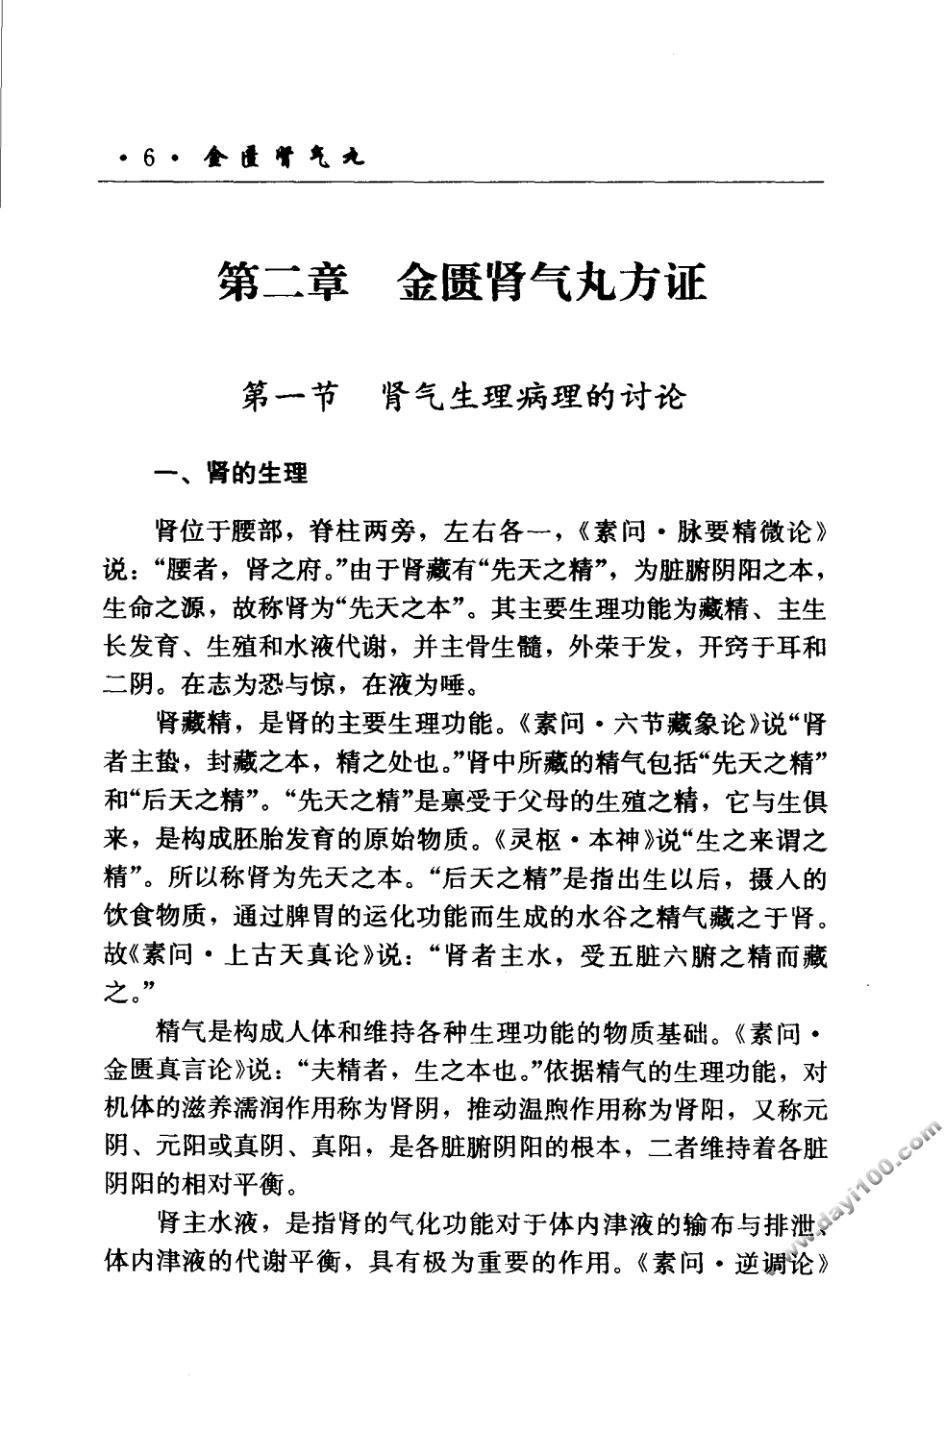 ·6· 金匮肾气丸
第二章 金匮肾气丸方证
第一节 肾气生理病理的讨论
一、肾的生理
肾位于腰部，脊柱两旁，左右各一，《素问·脉要精微论》
说：“腰者，肾之府。”由于肾藏有“先天之精”，为脏腑阴阳之本，
生命之源，故称肾为“先天之本”。其主要生理功能为藏精、主生
长发育、生殖和水液代谢，并主骨生髓，外荣于发，开窍于耳和
二阴。在志为恐与惊，在液为唾。
肾藏精，是肾的主要生理功能。《素问·六节藏象论》说“肾
者主蛰，封藏之本，精之处也。”肾中所藏的精气包括“先天之精”
和“后天之精”。“先天之精”是禀受于父母的生殖之精，它与生俱
来，是构成胚胎发育的原始物质。《灵枢·本神》说“生之来谓之
精”。所以称肾为先天之本。“后天之精”是指出生以后，摄人的
饮食物质，通过脾胃的运化功能而生成的水谷之精气藏之于肾。
故《素问·上古天真论》说：“肾者主水，受五脏六腑之精而藏
之。”
精气是构成人体和维持各种生理功能的物质基础。《素问·
金匮真言论》说：“夫精者，生之本也。”依据精气的生理功能，对
机体的滋养濡润作用称为肾阴，推动温煦作用称为肾阳，又称元
阴、元阳或真阴、真阳，是各脏腑阴阳的根本，二者维持着各脏
阴阳的相对平衡。
肾主水液，是指肾的气化功能对于体内津液的输布与排泄、
体内津液的代谢平衡，具有极为重要的作用。《素问·逆调论》
www.dayi100.com